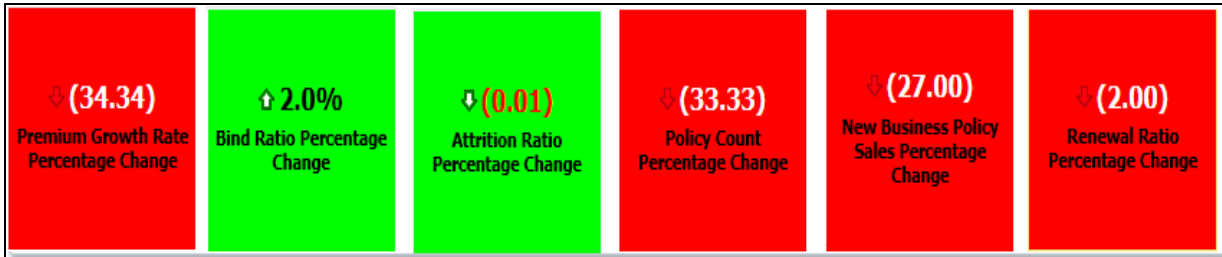 (34.34)
Premium Growth Rate
Percentage Change
2.0%
Bind Ratio Percentage
Change
(0.01)
Attrition Ratio
Percentage Change
(33.33)
Policy Count
Percentage Change
(27.00)
New Business Policy
Sales Percentage
Change
(2.00)
Renewal Ratio
Percentage Change